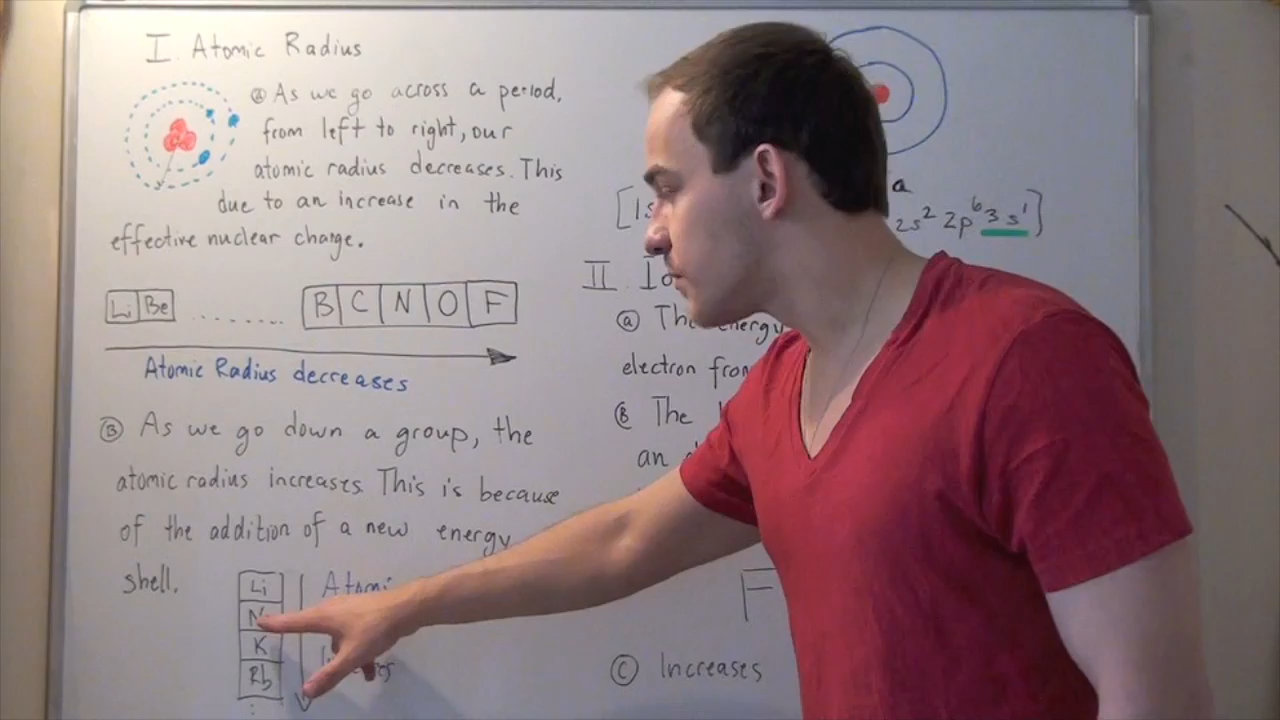 I. Atomic Radius
Ⓐ As we go across a period,
from left to right, our
atomic radius decreases. This
due to an increase in the
effective nuclear charge.
Li Be ........ B C N O F
Atomic Radius decreases
Ⓑ As we go down a group, the
atomic radius increases. This is because
of the addition of a new energy
shell.
Li
K
Rb
[1s
2s² 2p⁶ 3s¹]
II.
ⓐ The energy
electron from
Ⓑ The
an
F
Ⓒ Increases